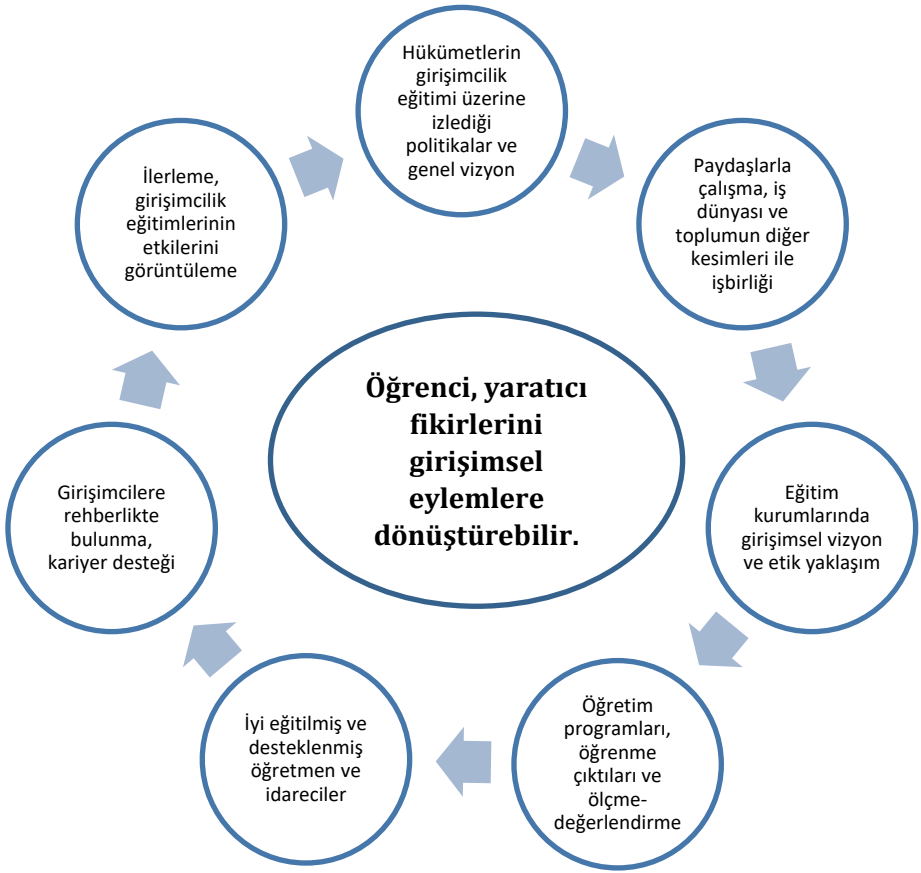 Hükümetlerin
girişimcilik
eğitimi üzerine
izlediği
politikalar ve
genel vizyon
Paydaşlarla
çalışma, iş
dünyası ve
toplumun diğer
kesimleri ile
işbirliği
Eğitim
kurumlarında
girişimsel vizyon
ve etik yaklaşım
Öğretim
programları,
öğrenme
çıktıları ve
ölçme-
değerlendirme
İyi eğitilmiş ve
desteklenmiş
öğretmen ve
idareciler
Girişimcilere
rehberlikte
bulunma,
kariyer desteği
İlerleme,
girişimcilik
eğitimlerinin
etkilerini
görüntüleme
Öğrenci, yaratıcı
fikirlerini
girişimsel
eylemlere
dönüştürebilir.